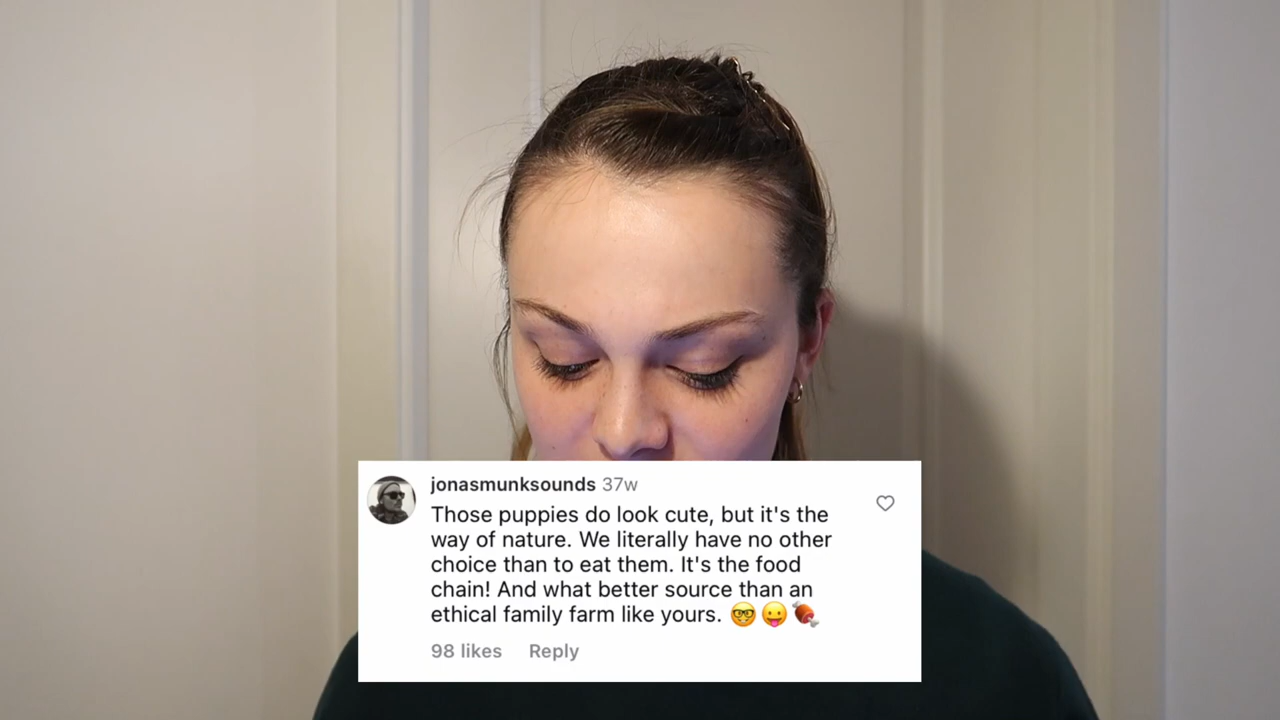 jonasmunksounds 37w
Those puppies do look cute, but it's the
way of nature. We literally have no other
choice than to eat them. It's the food
chain! And what better source than an
ethical family farm like yours. 🤓😛🍖
98 likes Reply